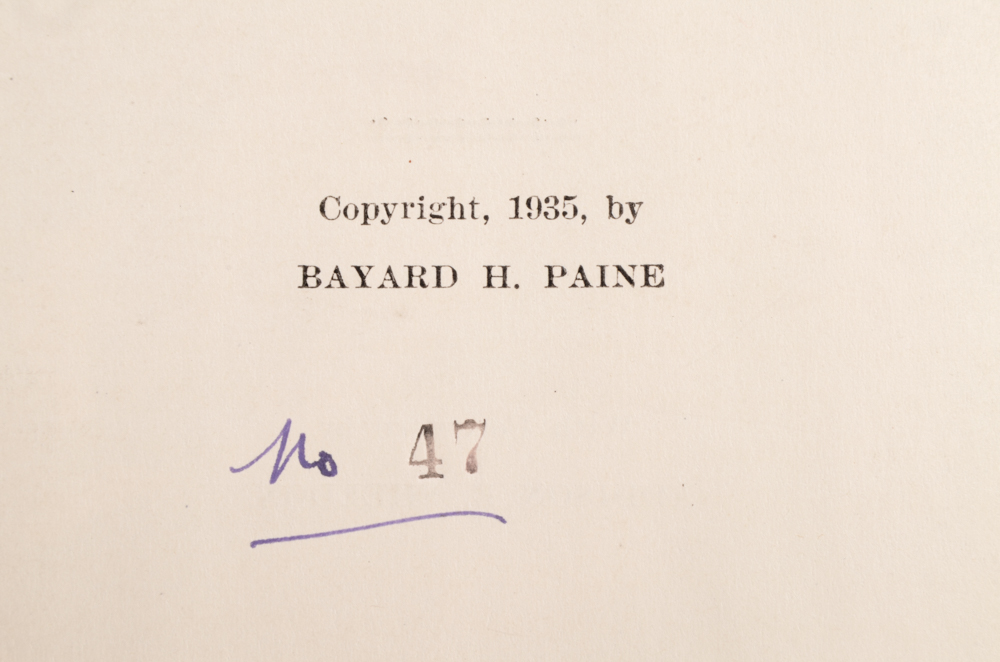 Copyright, 1935, by
BAYARD H. PAINE
No 47